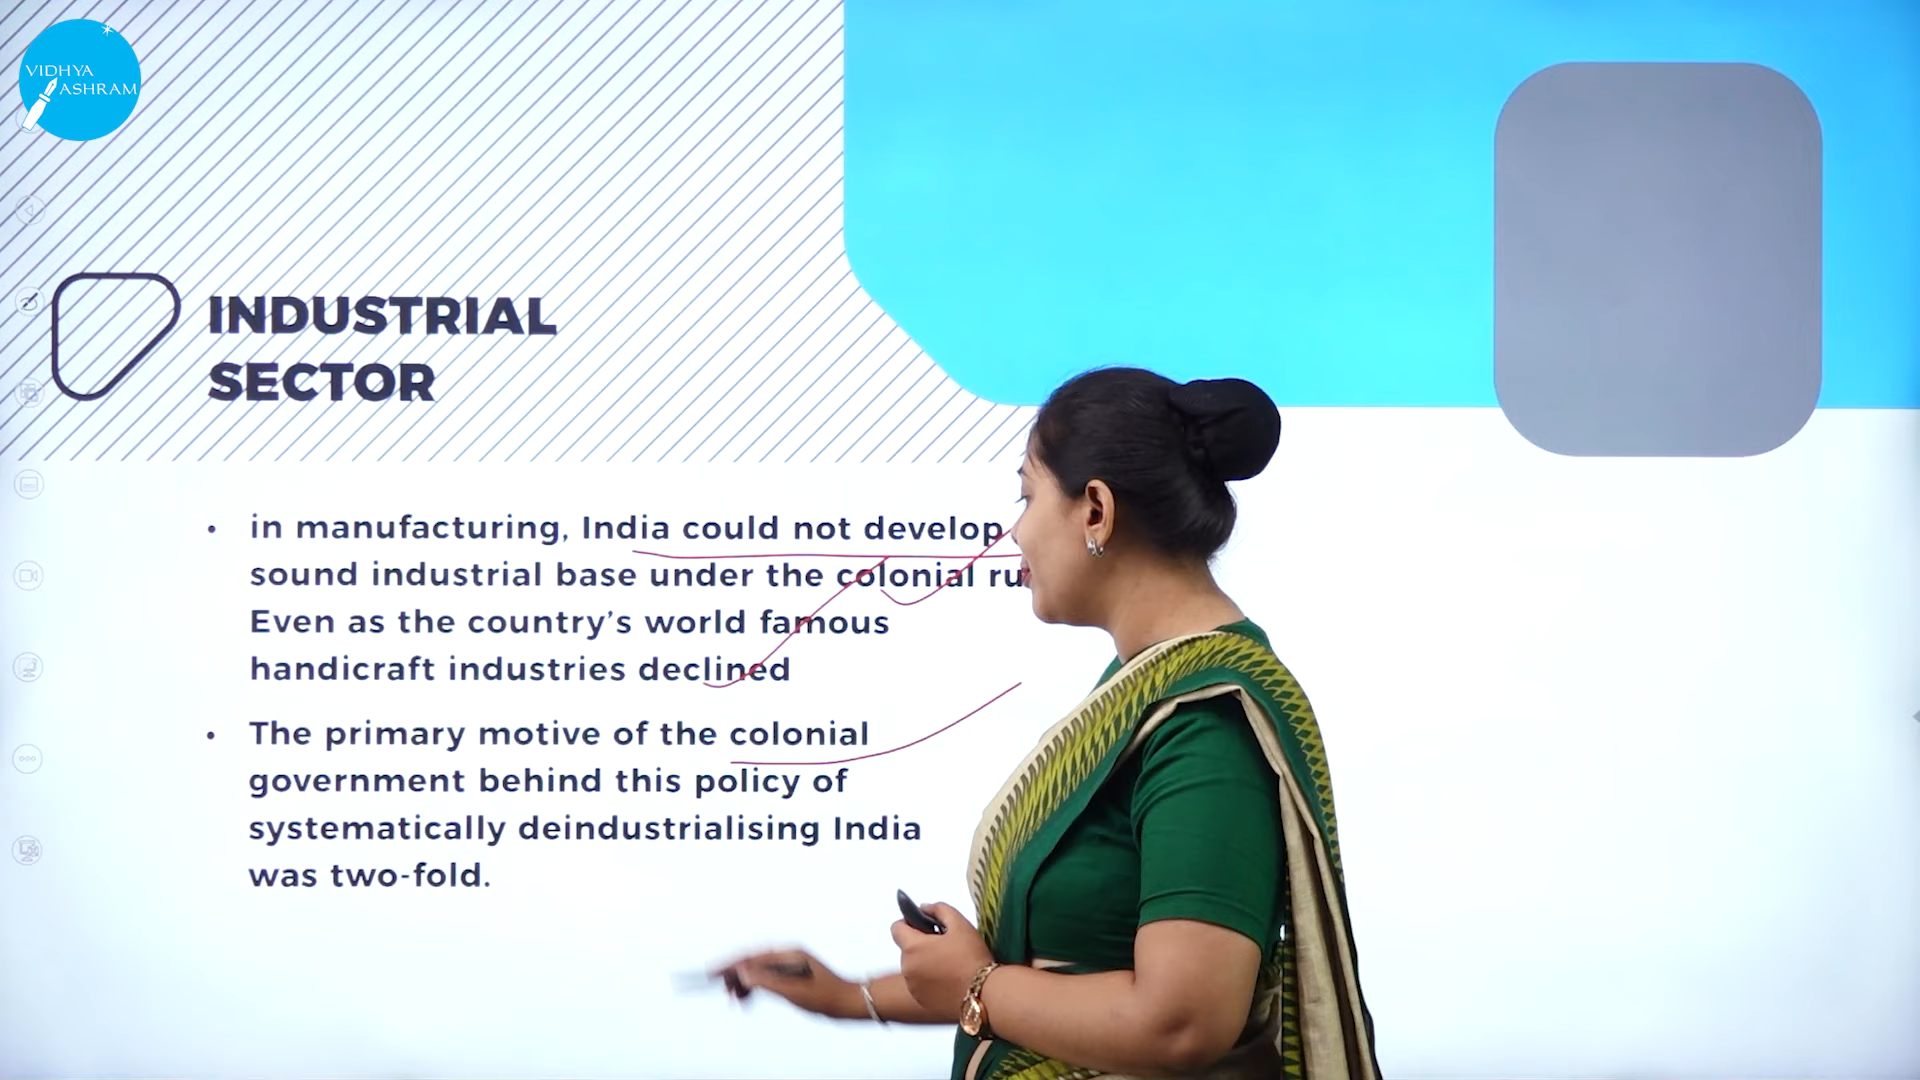 VIDHYA
ASHRAM
INDUSTRIAL
SECTOR
• in manufacturing, India could not develop
sound industrial base under the colonial
Even as the country's world famous
handicraft industries declined
• The primary motive of the colonial
government behind this policy of
systematically deindustrialising India
was two-fold.